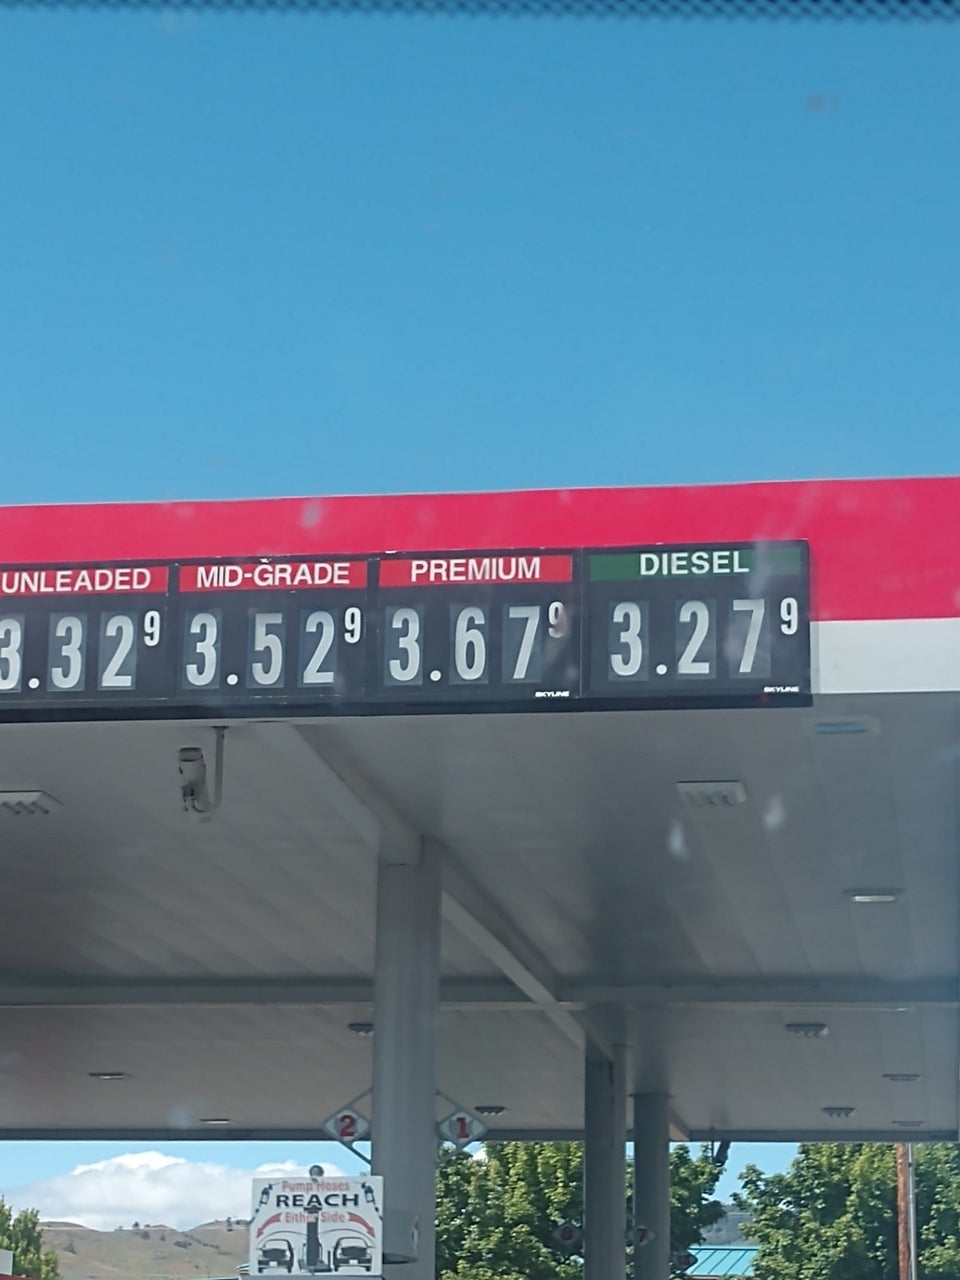 UNLEADED MID-GRADE PREMIUM DIESEL
3.32 9 3.52 9 3.67 9 3.27 9
SKYLINE SKYLINE
2 1
Pump Hoses
REACH
Either Side
7